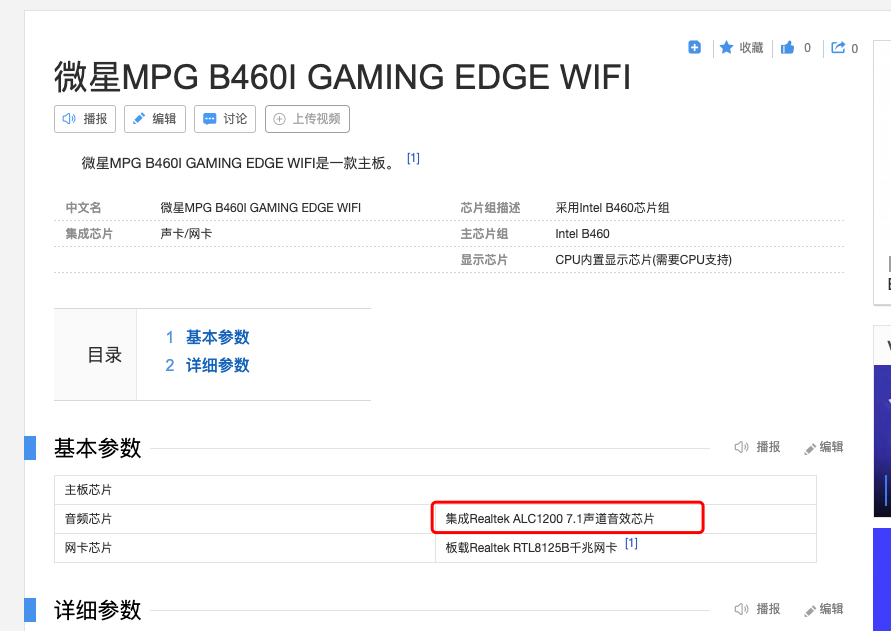 收藏 0 0
微星MPG B460I GAMING EDGE WIFI
播报 编辑 讨论 上传视频
微星MPG B460I GAMING EDGE WIFI是一款主板。 [1]
中文名 微星MPG B460I GAMING EDGE WIFI 芯片组描述 采用Intel B460芯片组
集成芯片 声卡/网卡 主芯片组 Intel B460
显示芯片 CPU内置显示芯片(需要CPU支持)
目录
1 基本参数
2 详细参数
基本参数 播报 编辑
主板芯片
音频芯片 集成Realtek ALC1200 7.1声道音效芯片
网卡芯片 板载Realtek RTL8125B千兆网卡 [1]
详细参数 播报 编辑